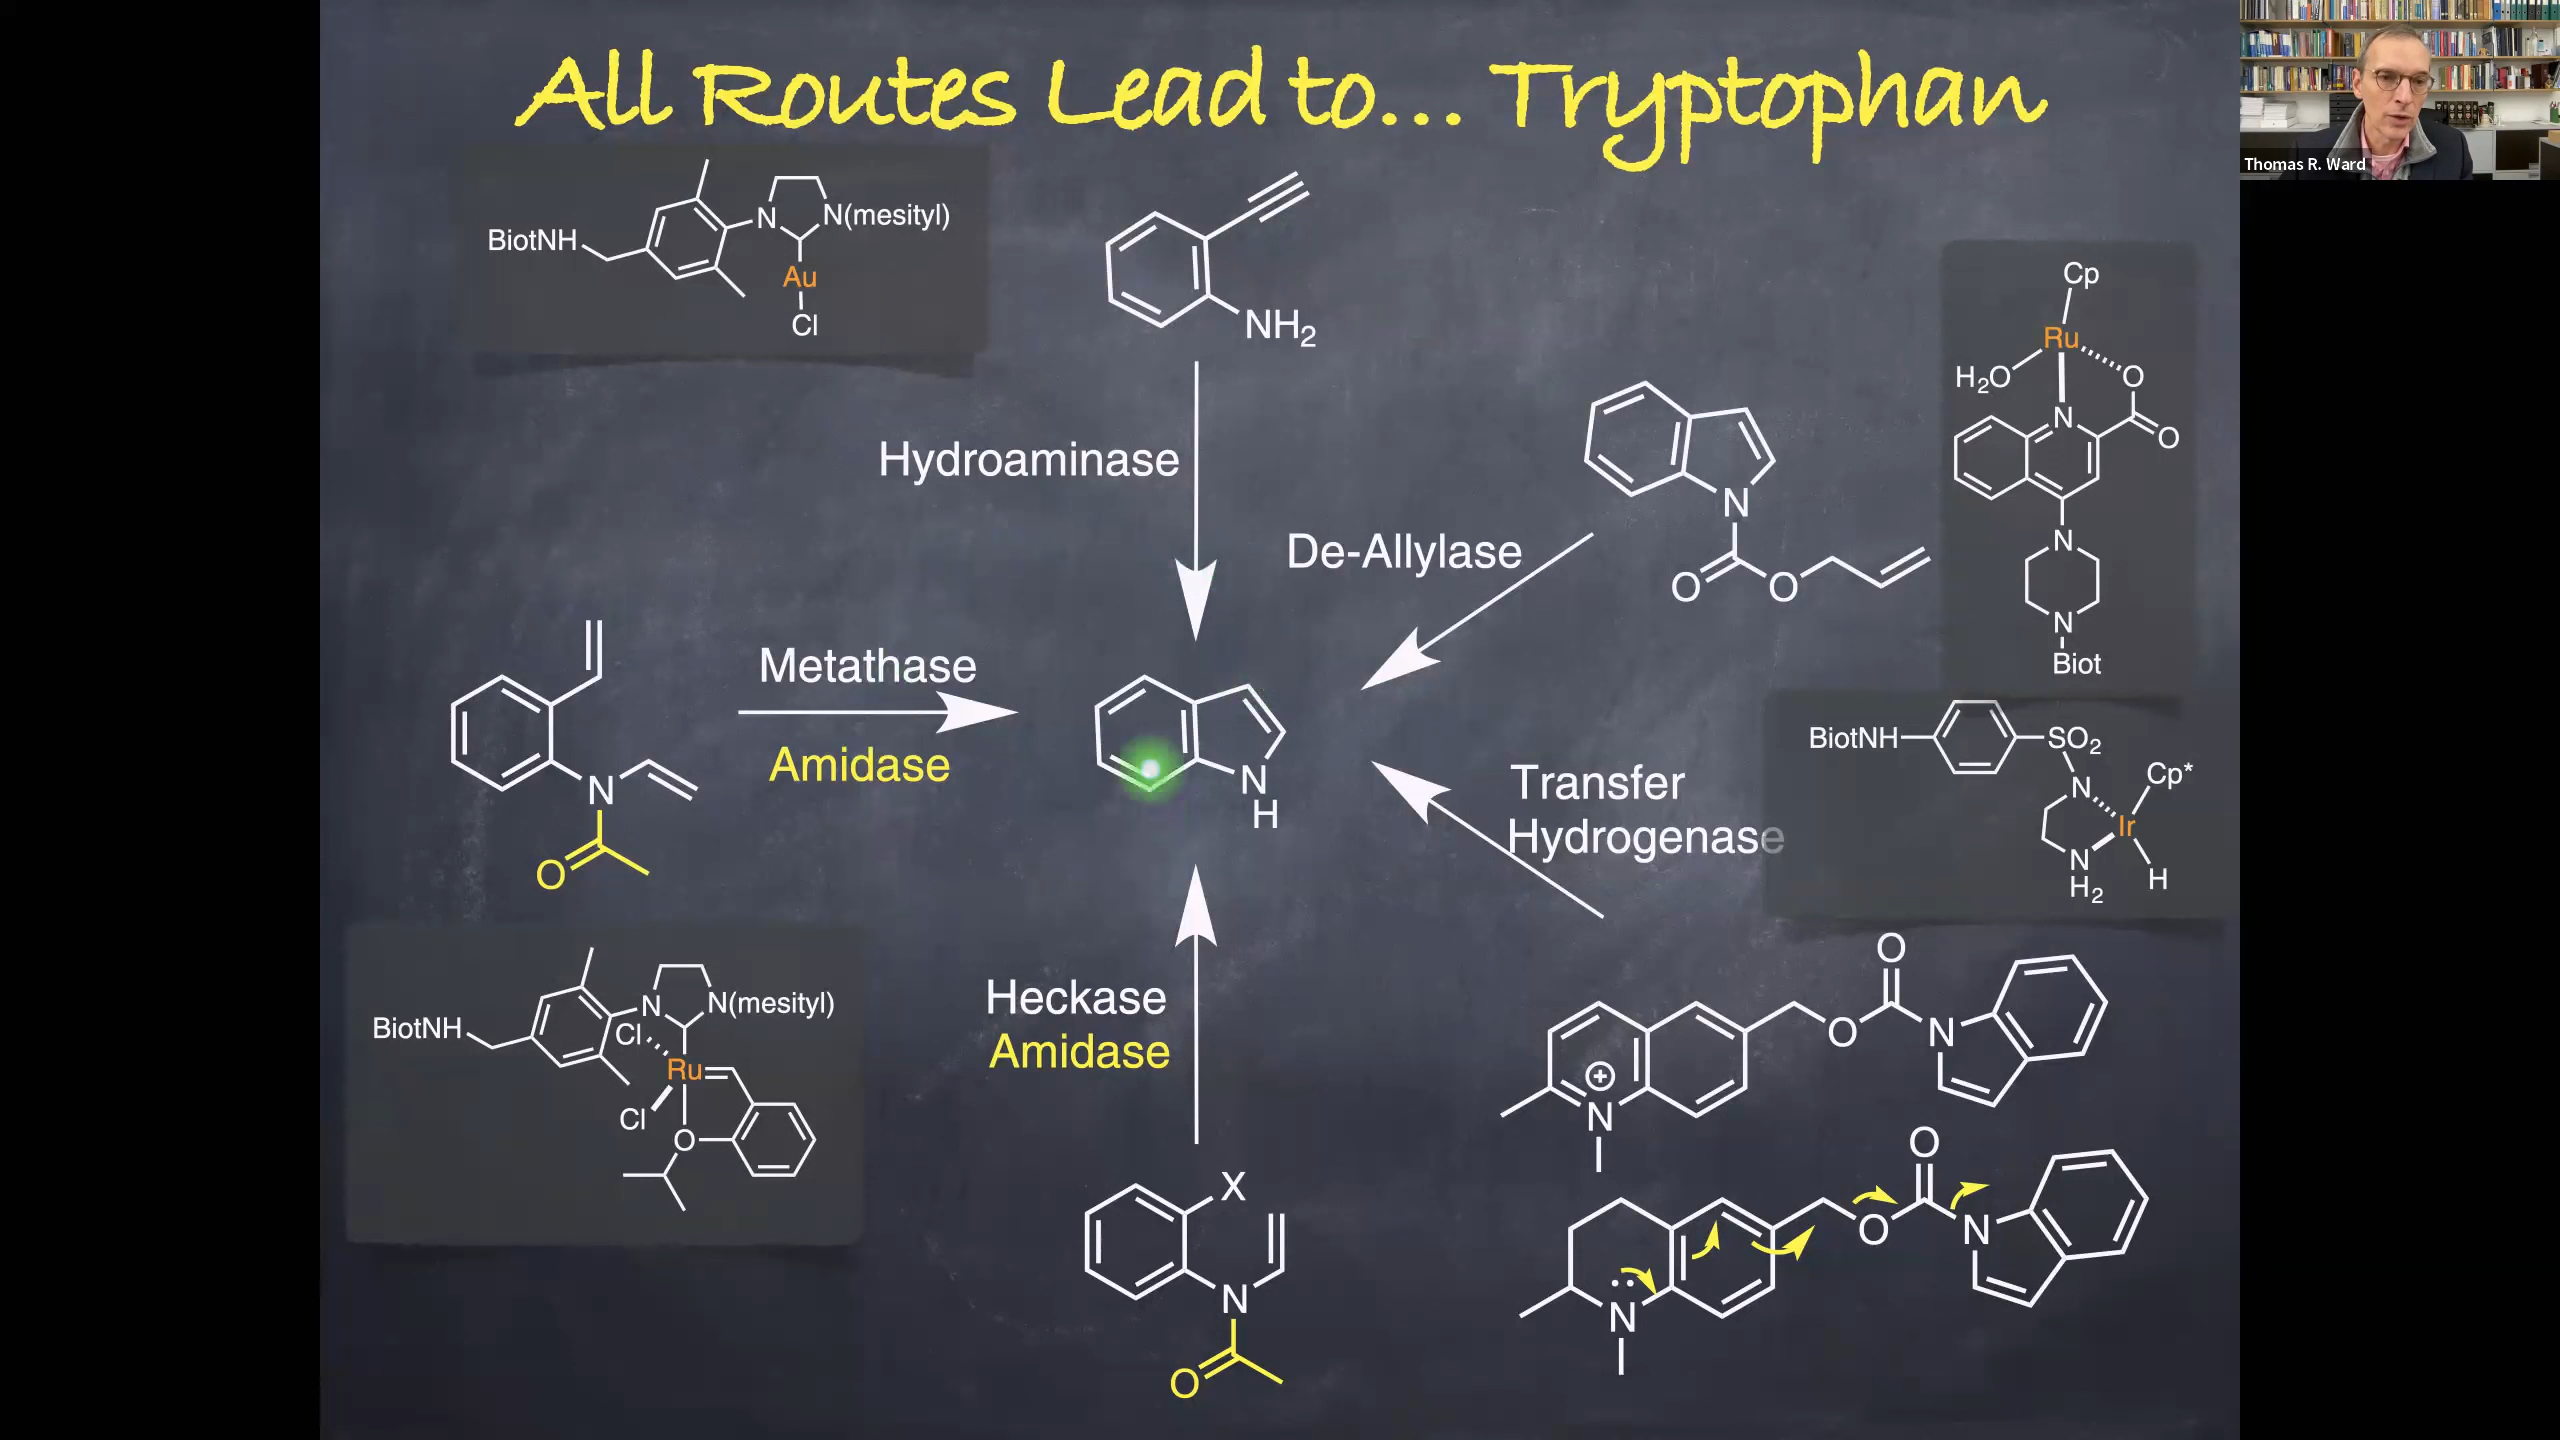 All Routes Lead to... Tryptophan
Thomas R. Ward
BiotNH
N
N(mesityl)
Au
Cl
NH₂
Hydroaminase
N
O
O
De-Allylase
Cp
Ru
H₂O
O
N
O
N
N
Biot
Metathase
Amidase
N
O
N
H
BiotNH
SO₂
N
Cp*
Ir
N
H₂
H
Transfer
Hydrogenase
BiotNH
N
N(mesityl)
Cl
Ru
Cl
O
Heckase
Amidase
X
N
O
O
O
N
⊕
N
O
O
N
N